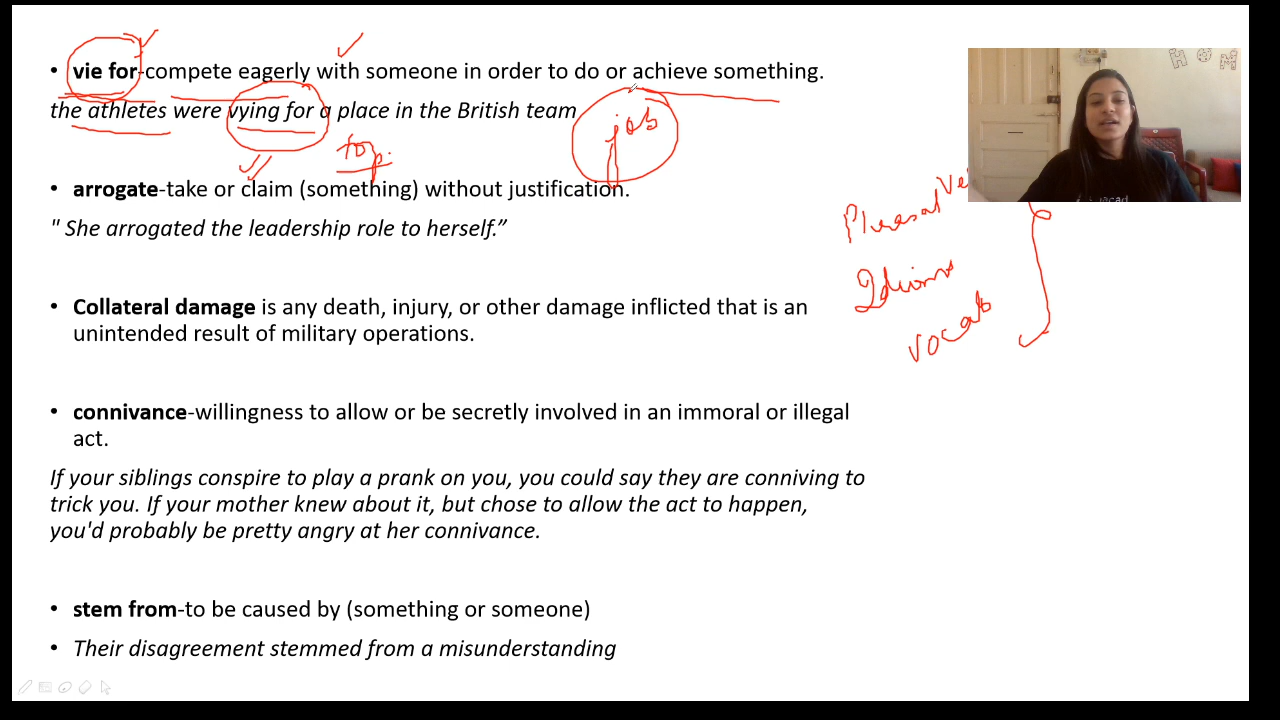 • vie for-compete eagerly with someone in order to do or achieve something.
the athletes were vying for a place in the British team
job
top.
• arrogate-take or claim (something) without justification.
" She arrogated the leadership role to herself.”
Phrasal Ve
Idioms
vocab
• Collateral damage is any death, injury, or other damage inflicted that is an
unintended result of military operations.
• connivance-willingness to allow or be secretly involved in an immoral or illegal
act.
If your siblings conspire to play a prank on you, you could say they are conniving to
trick you. If your mother knew about it, but chose to allow the act to happen,
you'd probably be pretty angry at her connivance.
• stem from-to be caused by (something or someone)
• Their disagreement stemmed from a misunderstanding